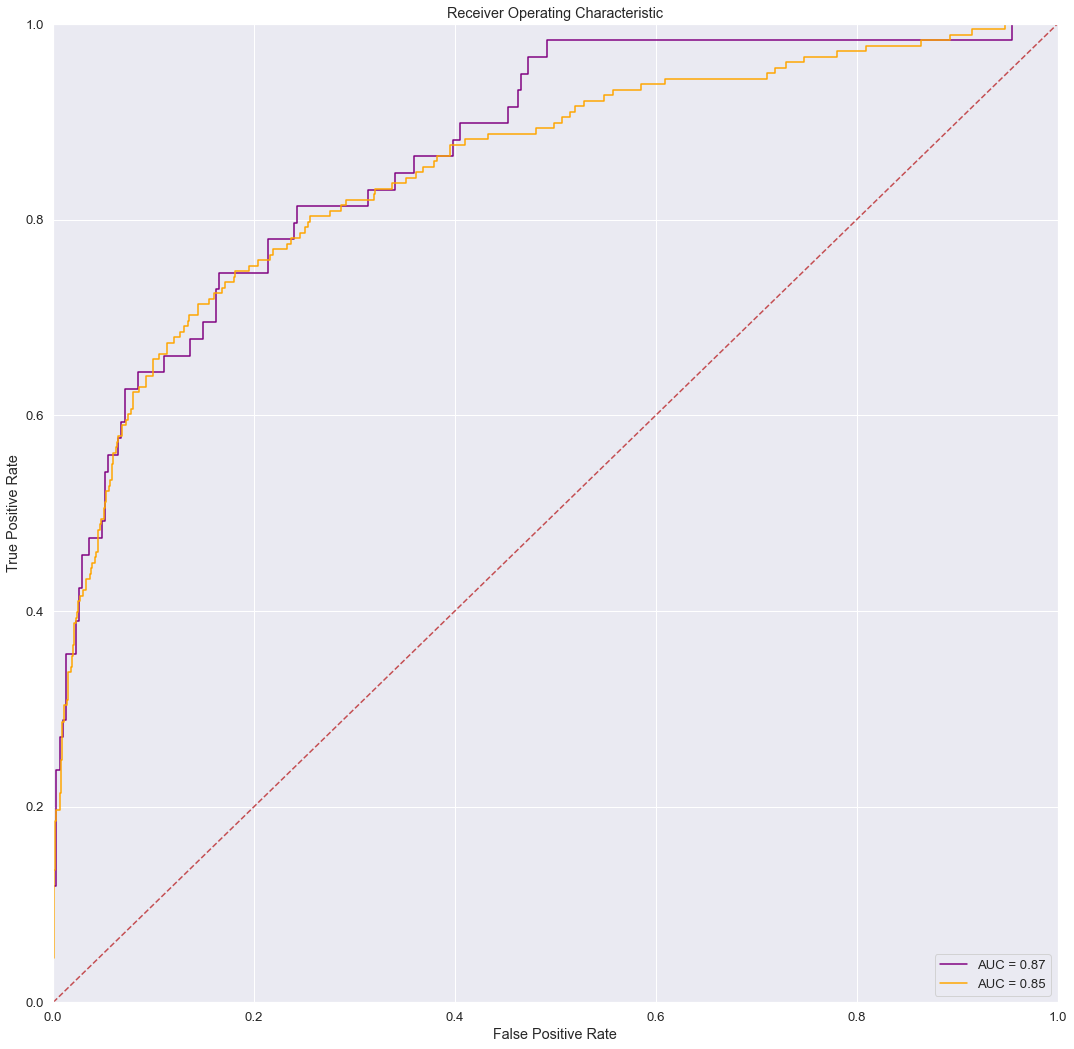 Receiver Operating Characteristic
1.0
0.8
0.6
0.4
0.2
0.0
True Positive Rate
0.0 0.2 0.4 0.6 0.8 1.0
False Positive Rate
AUC = 0.87
AUC = 0.85